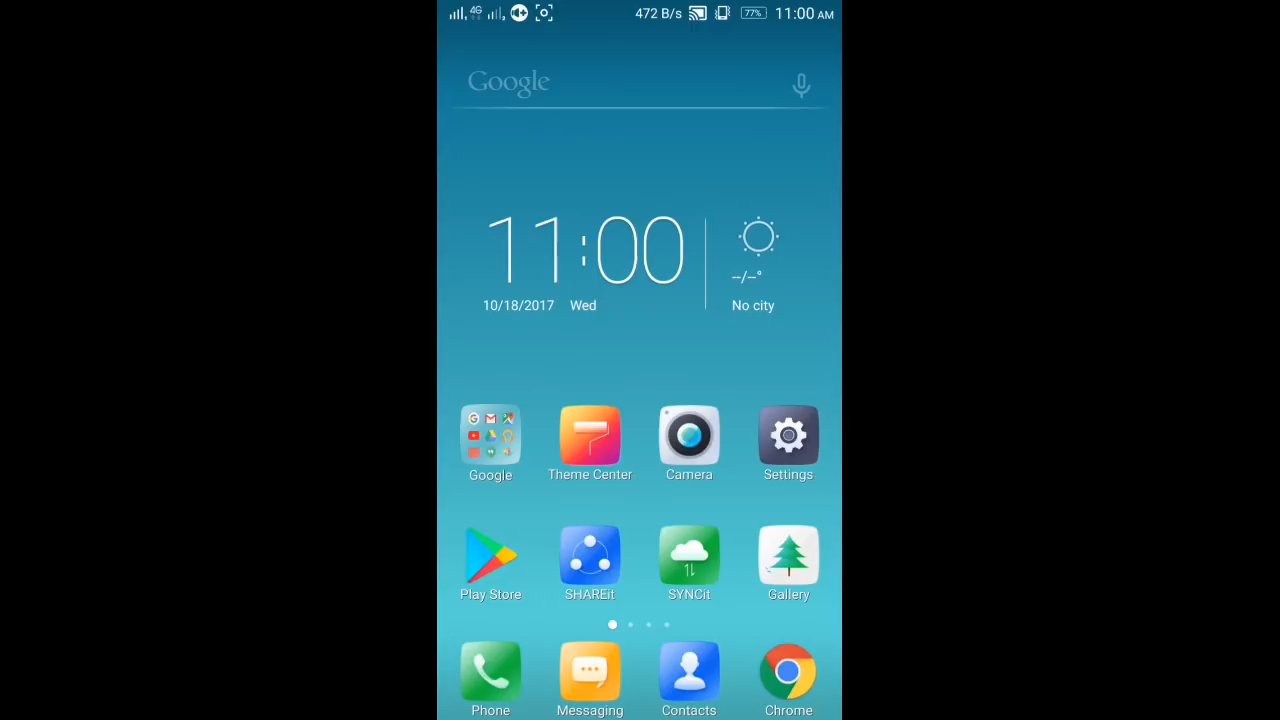 4G 472 B/s 77% 11:00 AM
Google
11:00
--/--°
10/18/2017 Wed No city
Google Theme Center Camera Settings
Play Store SHAREit SYNCit Gallery
Phone Messaging Contacts Chrome